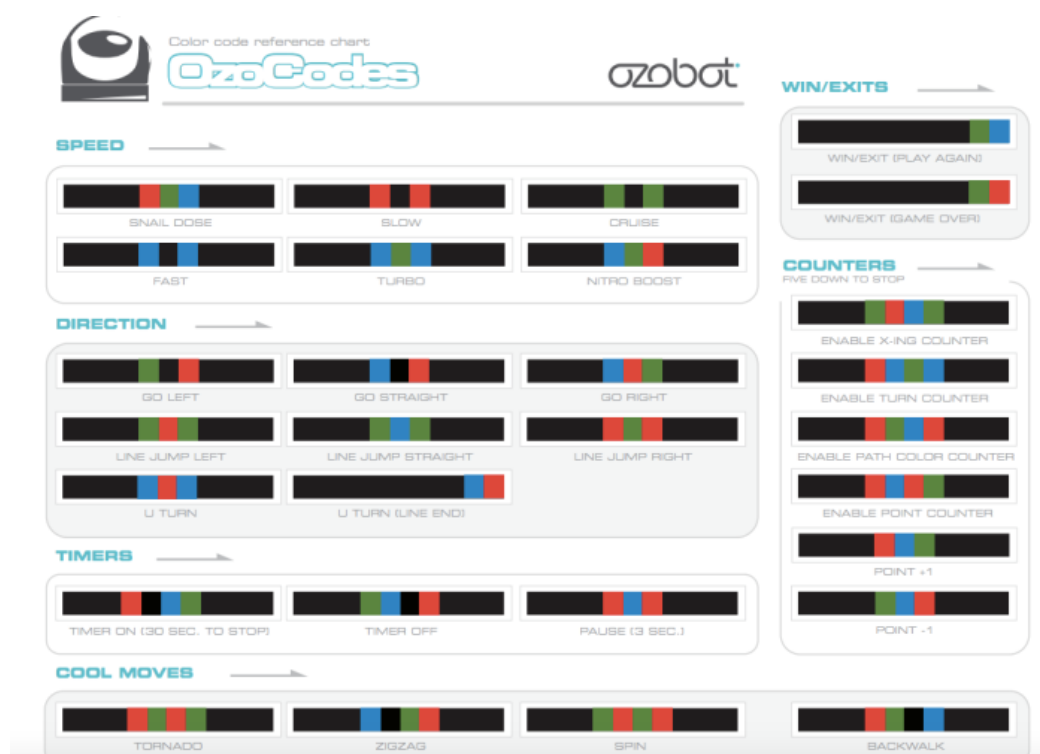 Color code reference chart
OzoCodes
ozobot
SPEED
SNAIL DOSE
SLOW
CRUISE
FAST
TURBO
NITRO BOOST
DIRECTION
GO LEFT
GO STRAIGHT
GO RIGHT
LINE JUMP LEFT
LINE JUMP STRAIGHT
LINE JUMP RIGHT
U TURN
U TURN (LINE END)
TIMERS
TIMER ON (30 SEC. TO STOP)
TIMER OFF
PAUSE (3 SEC.)
WIN/EXITS
WIN/EXIT (PLAY AGAIN)
WIN/EXIT (GAME OVER)
COUNTERS
FIVE DOWN TO STOP
ENABLE X-ING COUNTER
ENABLE TURN COUNTER
ENABLE PATH COLOR COUNTER
ENABLE POINT COUNTER
POINT +1
POINT -1
COOL MOVES
TORNADO
ZIGZAG
SPIN
BACKWALK